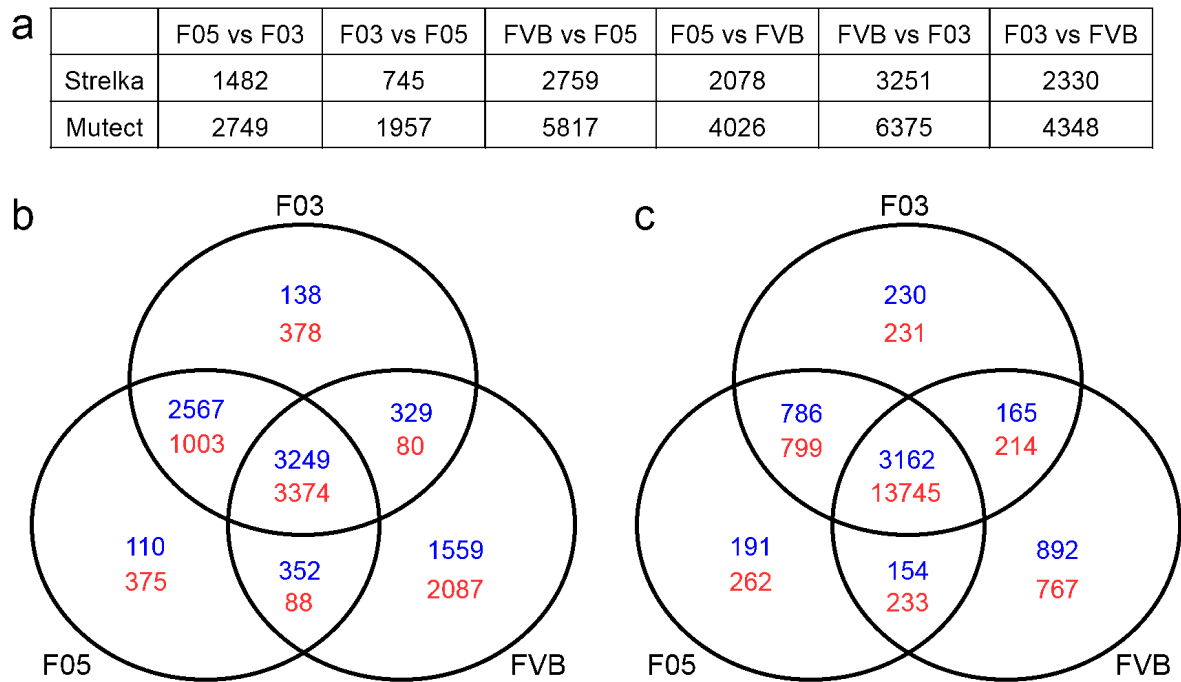 a
F05 vs F03 F03 vs F05 FVB vs F05 F05 vs FVB FVB vs F03 F03 vs FVB
Strelka 1482 745 2759 2078 3251 2330
Mutect 2749 1957 5817 4026 6375 4348
b
F03
138
378
2567
1003
329
80
3249
3374
110
375
352
88
1559
2087
F05
FVB
c
F03
230
231
786
799
165
214
3162
13745
191
262
154
233
892
767
F05
FVB